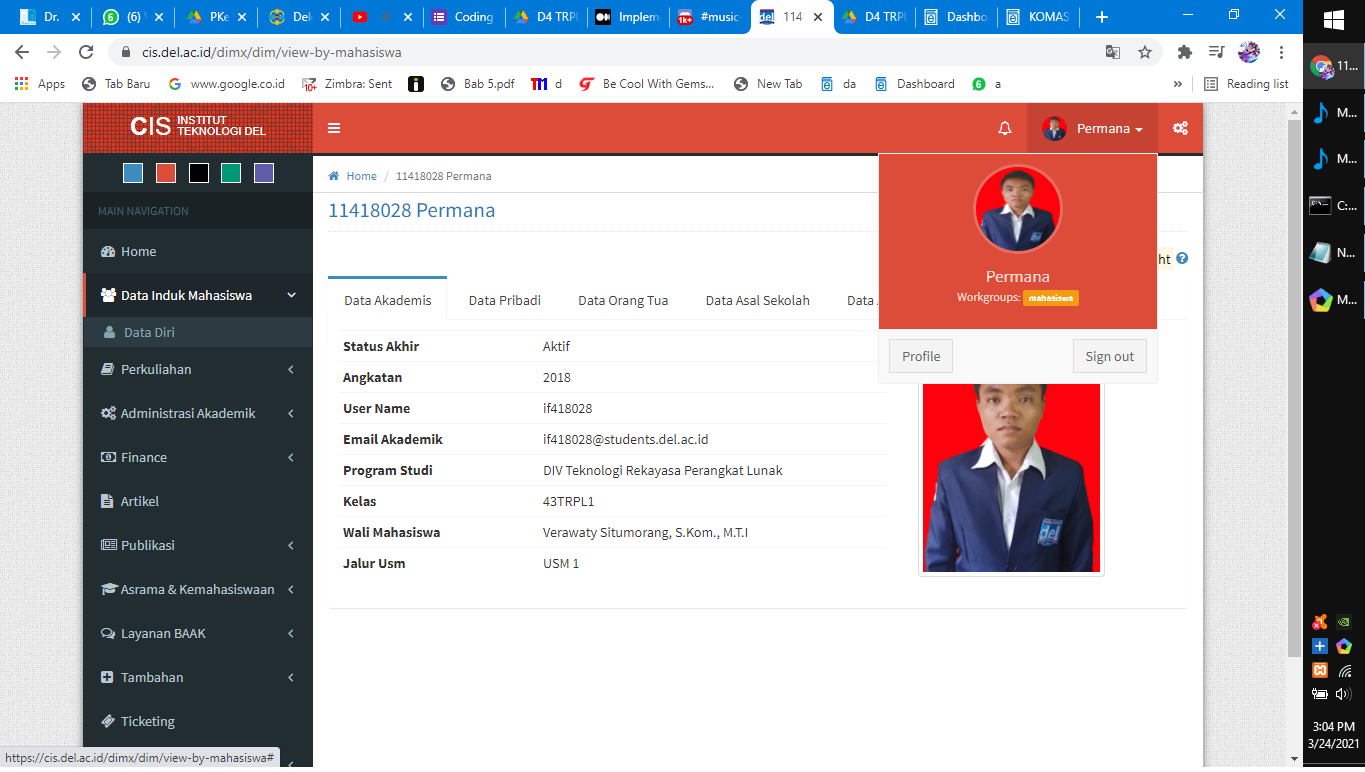 Dr.
(6) \
PKe
Dele
Coding
D4 TRPL
Implem
#music-
114
D4 TRPL
Dashbo
KOMAS
cis.del.ac.id/dimx/dim/view-by-mahasiswa
Apps
Tab Baru
www.google.co.id
Zimbra: Sent
Bab 5.pdf
TM d
Be Cool With Gems...
New Tab
da
Dashboard
6 a
»
Reading list
CIS INSTITUT
TEKNOLOGI DEL
Permana
MAIN NAVIGATION
Home
Data Induk Mahasiswa
Data Diri
Perkuliahan
Administrasi Akademik
Finance
Artikel
Publikasi
Asrama & Kemahasiswaan
Layanan BAAK
Tambahan
Ticketing
https://cis.del.ac.id/dimx/dim/view-by-mahasiswa#
Home / 11418028 Permana
11418028 Permana
ht
Data Akademis
Data Pribadi
Data Orang Tua
Data Asal Sekolah
Data
Status Akhir Aktif
Angkatan 2018
User Name if418028
Email Akademik if418028@students.del.ac.id
Program Studi DIV Teknologi Rekayasa Perangkat Lunak
Kelas 43TRPL1
Wali Mahasiswa Verawaty Situmorang, S.Kom., M.T.I
Jalur Usm USM 1
Permana
Workgroups: mahasiswa
Profile
Sign out
del
11...
M...
M...
C:...
N...
M...
3:04 PM
3/24/2021